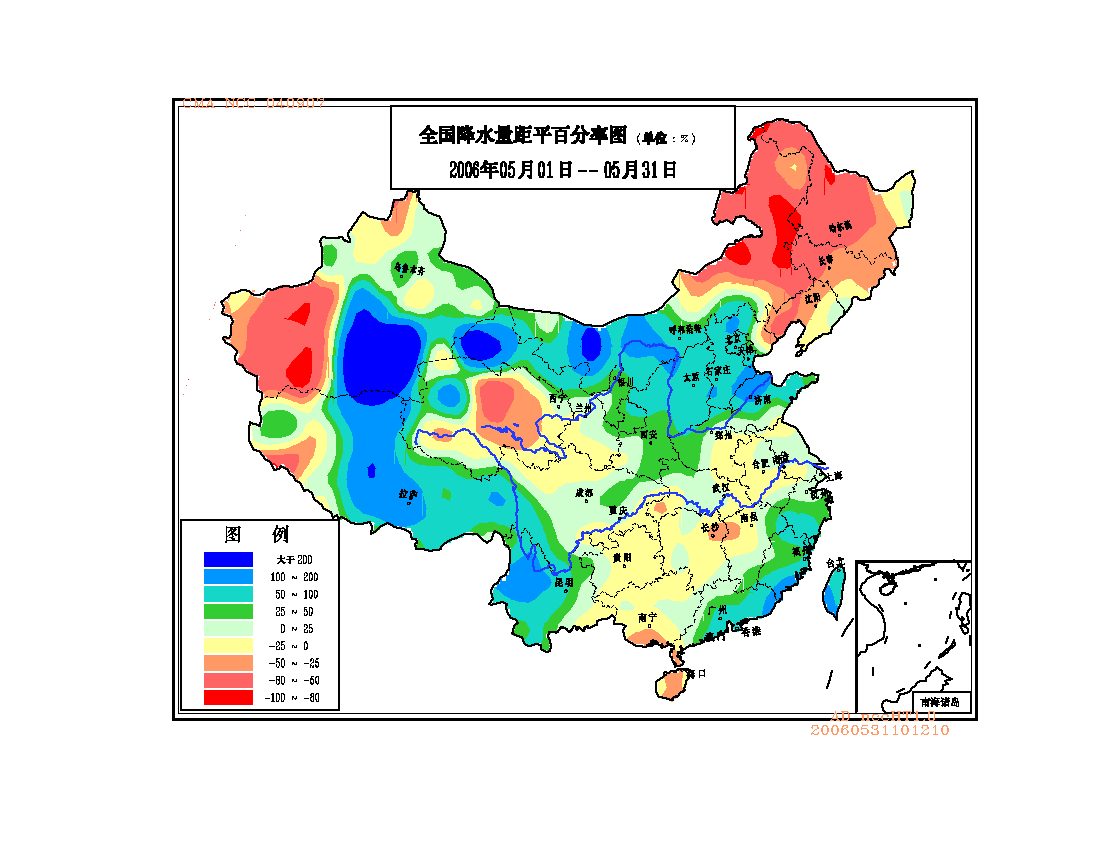 CMA NCC 040907
全国降水量距平百分率图 (单位:%)
2006年05月01日 -- 05月31日
哈尔滨
长春
沈阳
乌鲁木齐
呼和浩特
北京
天津
银川
太原
石家庄
济南
西宁
兰州
西安
郑州
合肥
南京
上海
成都
武汉
杭州
拉萨
重庆
南昌
长沙
贵阳
福州
台北
昆明
广州
南宁
澳门
香港
海口
图 例
大于 200
100 ~ 200
50 ~ 100
25 ~ 50
0 ~ 25
-25 ~ 0
-50 ~ -25
-80 ~ -50
-100 ~ -80
南海诸岛
20060531101210